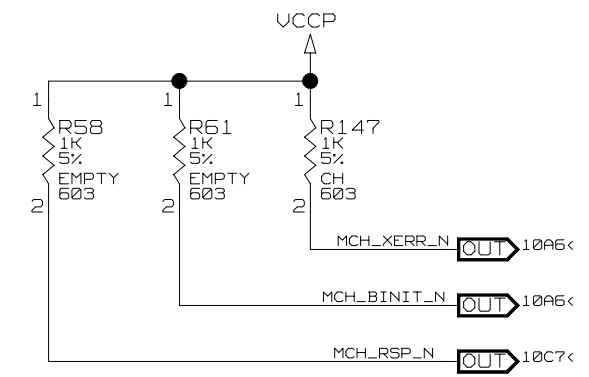 VCCP
1 1 1
R58 R61 R147
1K 1K 1K
5% 5% 5%
EMPTY EMPTY CH
603 603 603
2 2 2
MCH_XERR_N OUT 10A6<
MCH_BINIT_N OUT 10A6<
MCH_RSP_N OUT 10C7<